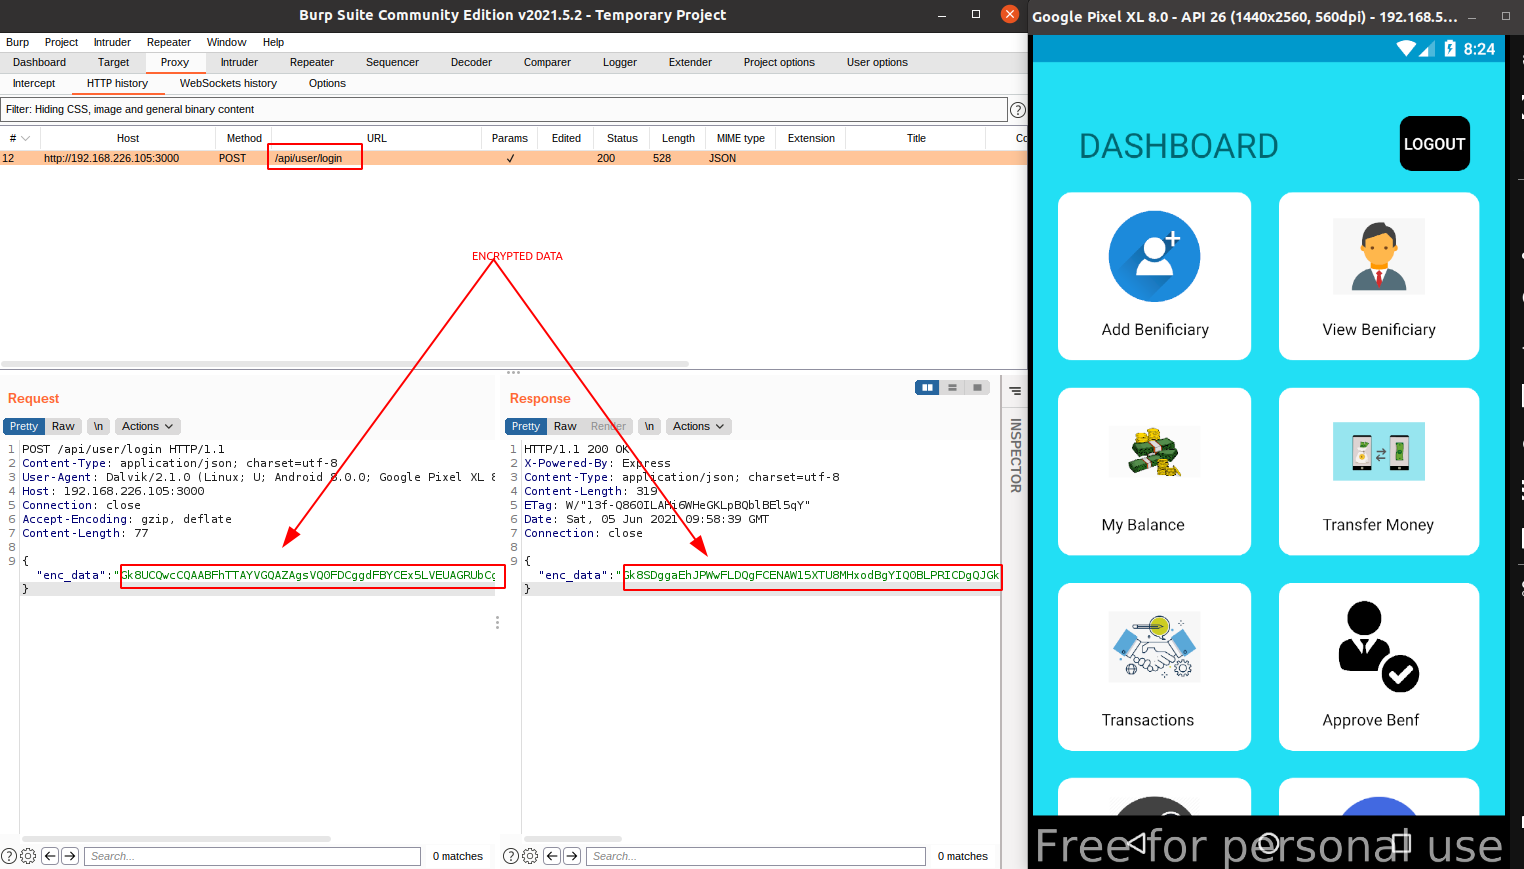 Burp Suite Community Edition v2021.5.2 - Temporary Project
Burp Project Intruder Repeater Window Help
Dashboard Target Proxy Intruder Repeater Sequencer Decoder Comparer Logger Extender Project options User options
Intercept HTTP history WebSockets history Options
Filter: Hiding CSS, image and general binary content
# Host Method URL Params Edited Status Length MIME type Extension Title Co
12 http://192.168.226.105:3000 POST /api/user/login ✓ 200 528 JSON
ENCRYPTED DATA
Request
Pretty Raw \n Actions
1 POST /api/user/login HTTP/1.1
2 Content-Type: application/json; charset=utf-8
3 User-Agent: Dalvik/2.1.0 (Linux; U; Android 8.0.0; Google Pixel XL 8
4 Host: 192.168.226.105:3000
5 Connection: close
6 Accept-Encoding: gzip, deflate
7 Content-Length: 77
8
9 {
"enc_data":"Gk8UCQwcCQAABFhTTAYVGQAZAgsVQ0FDCggdFBYCEx5LVEUAGRUbCg
}
Search... 0 matches
Response
Pretty Raw Render \n Actions
1 HTTP/1.1 200 OK
2 X-Powered-By: Express
3 Content-Type: application/json; charset=utf-8
4 Content-Length: 319
5 ETag: W/"13f-Q860ILAHi6WHeGKLpBQblBEl5qY"
6 Date: Sat, 05 Jun 2021 09:58:39 GMT
7 Connection: close
8
9 {
"enc_data":"Gk8SDggaEhJPWwFLDQgFCENAWl5XTU8MHxodBgYIQ0BLPRICDgQJGk
}
Search... 0 matches
INSPECTOR
Google Pixel XL 8.0 - API 26 (1440x2560, 560dpi) - 192.168.5...
8:24
DASHBOARD
LOGOUT
Add Benificiary
View Benificiary
My Balance
Transfer Money
Transactions
Approve Benf
Free for personal use